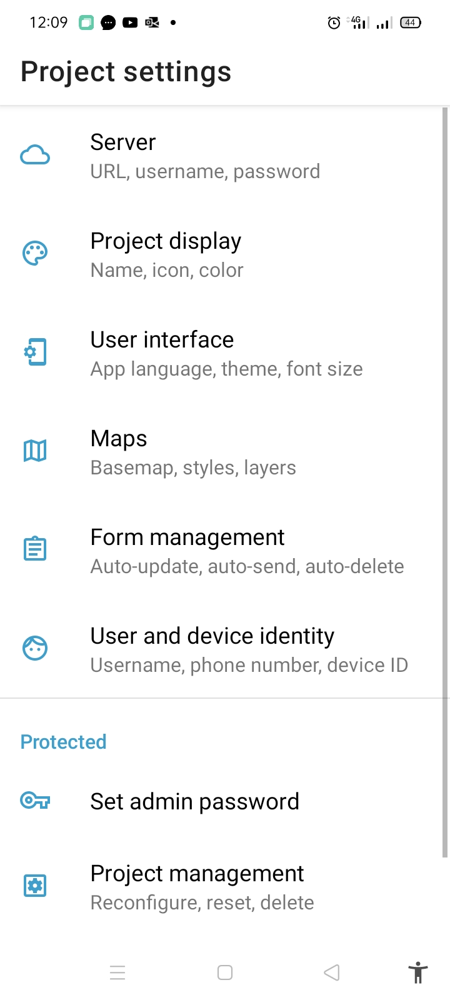 12:09
4G
44
Project settings
Server
URL, username, password
Project display
Name, icon, color
User interface
App language, theme, font size
Maps
Basemap, styles, layers
Form management
Auto-update, auto-send, auto-delete
User and device identity
Username, phone number, device ID
Protected
Set admin password
Project management
Reconfigure, reset, delete